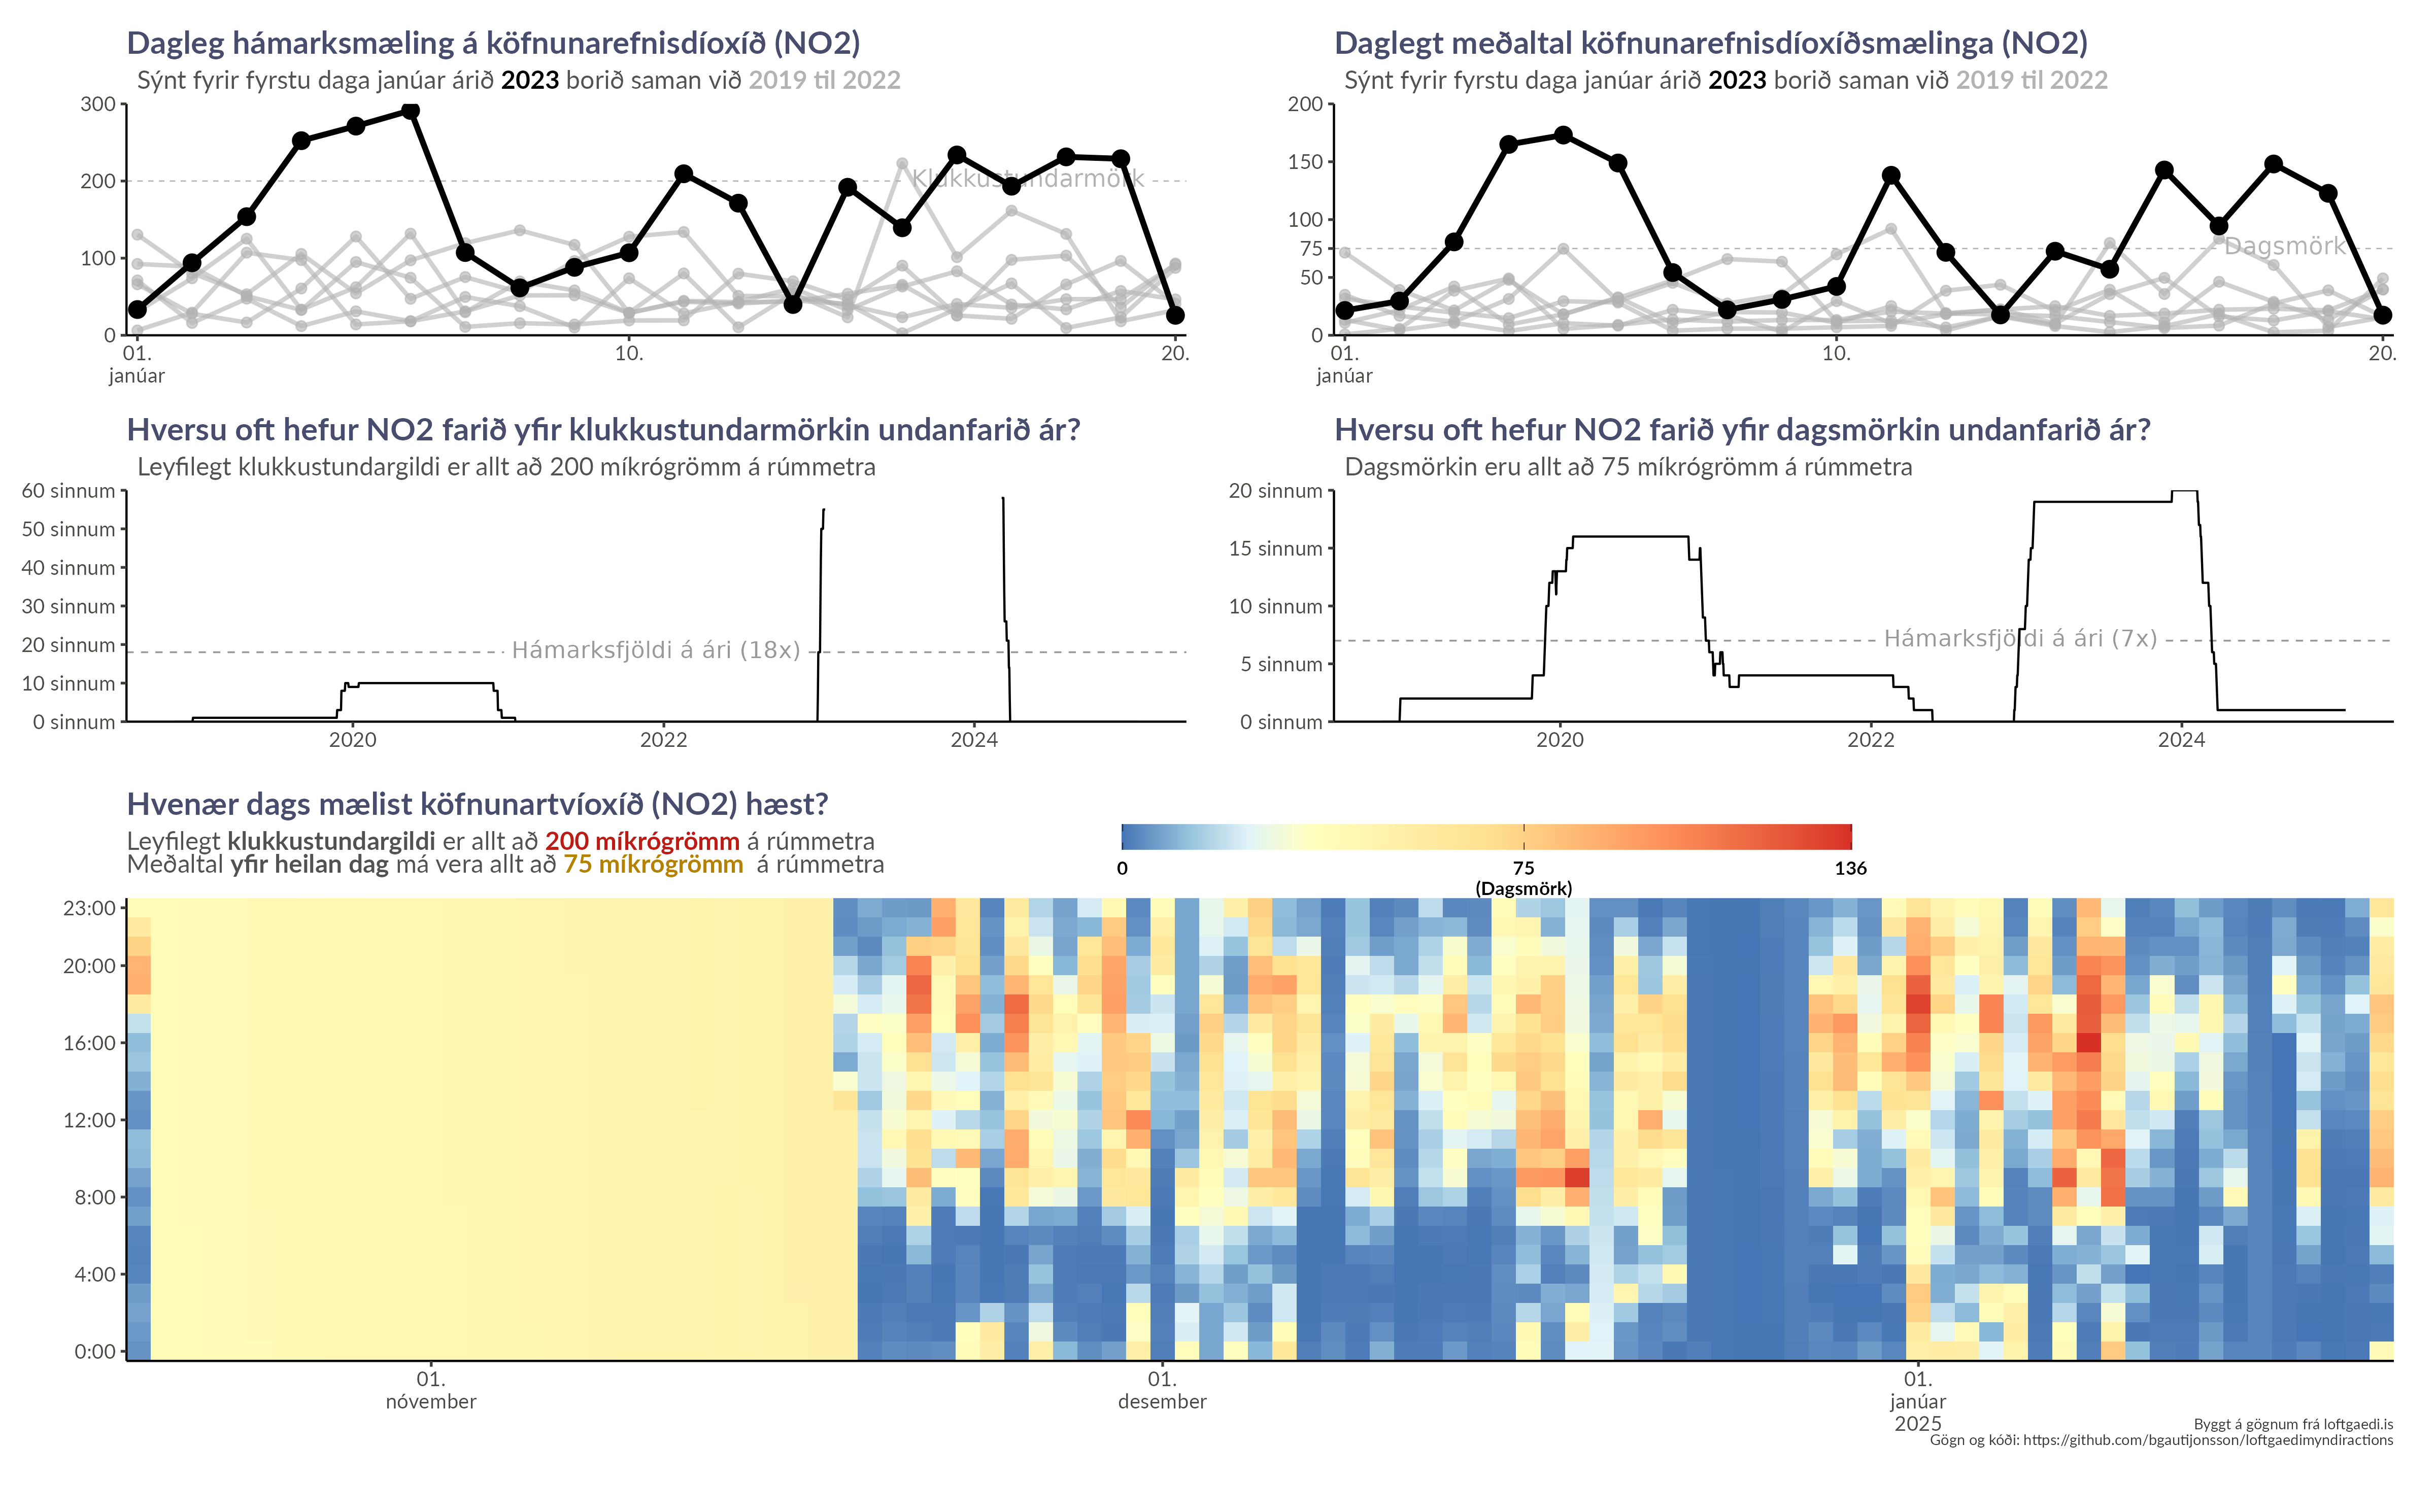 Dagleg hámarksmæling á köfnunarefnisdíoxíð (NO2)
Sýnt fyrir fyrstu daga janúar árið 2023 borið saman við 2019 til 2022
300
200
100
0
Klukkustundarmörk
01.
janúar
10.
20.
Daglegt meðaltal köfnunarefnisdíoxíðsmælinga (NO2)
Sýnt fyrir fyrstu daga janúar árið 2023 borið saman við 2019 til 2022
200
150
100
75
50
0
Dagsmörk
01.
janúar
10.
20.
Hversu oft hefur NO2 farið yfir klukkustundarmörkin undanfarið ár?
Leyfilegt klukkustundargildi er allt að 200 míkrógrömm á rúmmetra
60 sinnum
50 sinnum
40 sinnum
30 sinnum
20 sinnum
10 sinnum
0 sinnum
Hámarksfjöldi á ári (18x)
2020
2022
2024
Hversu oft hefur NO2 farið yfir dagsmörkin undanfarið ár?
Dagsmörkin eru allt að 75 míkrógrömm á rúmmetra
20 sinnum
15 sinnum
10 sinnum
5 sinnum
0 sinnum
Hámarksfjöldi á ári (7x)
2020
2022
2024
Hvenær dags mælist köfnunartvíoxíð (NO2) hæst?
Leyfilegt klukkustundargildi er allt að 200 míkrógrömm á rúmmetra
Meðaltal yfir heilan dag má vera allt að 75 míkrógrömm á rúmmetra
0
75
(Dagsmörk)
136
23:00
20:00
16:00
12:00
8:00
4:00
0:00
01.
nóvember
01.
desember
01.
janúar
2025
Byggt á gögnum frá loftgaedi.is
Gögn og kóði: https://github.com/bgautijonsson/loftgaedimyndiractions